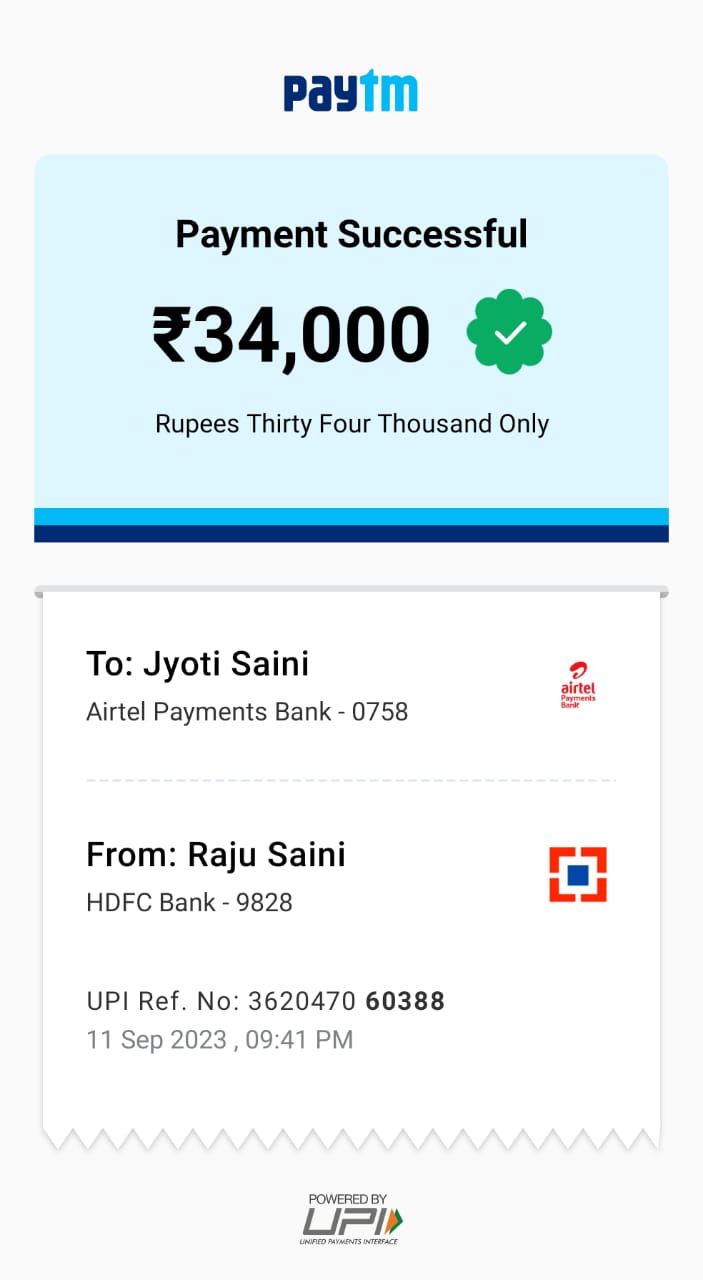 paytm
Payment Successful
₹34,000
Rupees Thirty Four Thousand Only
To: Jyoti Saini
Airtel Payments Bank - 0758
airtel
Payments
Bank
From: Raju Saini
HDFC Bank - 9828
UPI Ref. No: 3620470 60388
11 Sep 2023 , 09:41 PM
POWERED BY
UPI
UNIFIED PAYMENTS INTERFACE